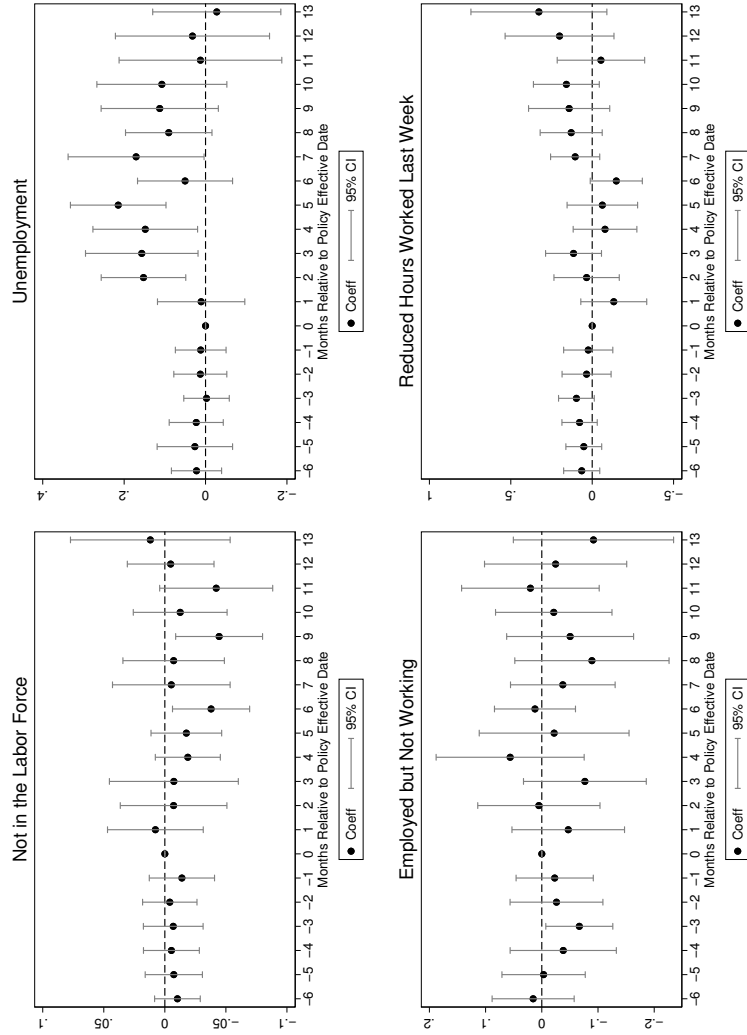 Not in the Labor Force
.1
.05
0
-.05
-.1
-6 -5 -4 -3 -2 -1 0 1 2 3 4 5 6 7 8 9 10 11 12 13
Months Relative to Policy Effective Date
Coeff 95% CI
Unemployment
.4
.2
0
-.2
-6 -5 -4 -3 -2 -1 0 1 2 3 4 5 6 7 8 9 10 11 12 13
Months Relative to Policy Effective Date
Coeff 95% CI
Employed but Not Working
.2
.1
0
-.1
-.2
-6 -5 -4 -3 -2 -1 0 1 2 3 4 5 6 7 8 9 10 11 12 13
Months Relative to Policy Effective Date
Coeff 95% CI
Reduced Hours Worked Last Week
1
.5
0
-.5
-6 -5 -4 -3 -2 -1 0 1 2 3 4 5 6 7 8 9 10 11 12 13
Months Relative to Policy Effective Date
Coeff 95% CI